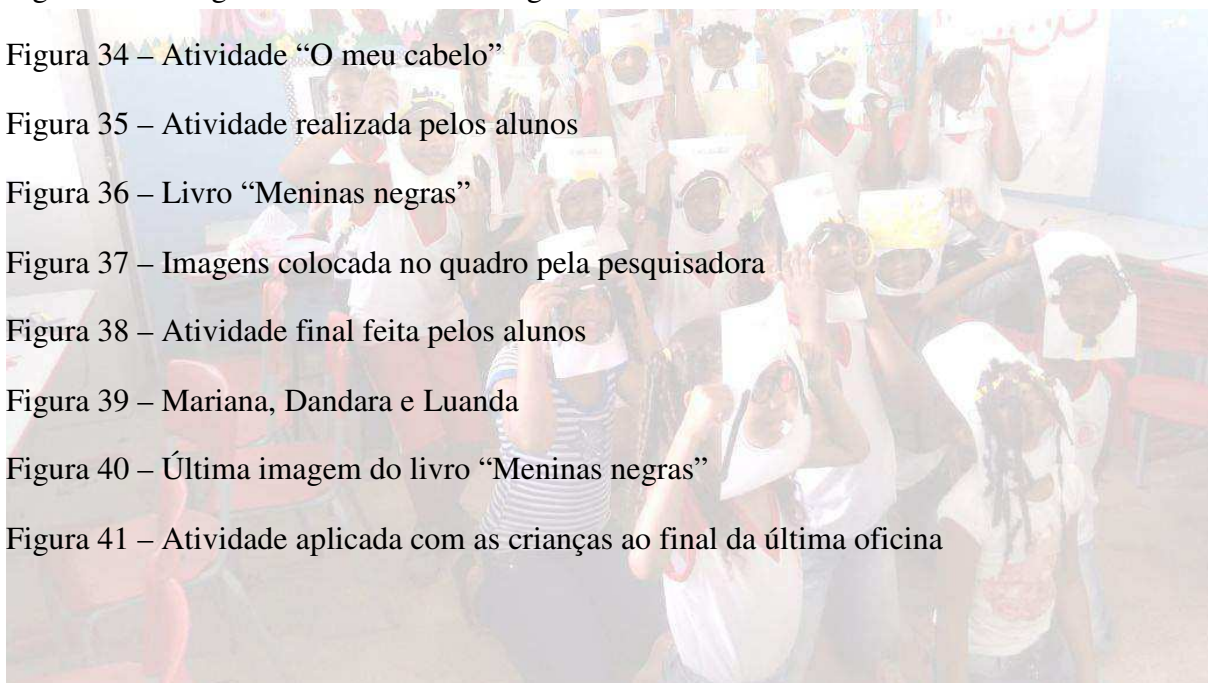 Figura 34 – Atividade “O meu cabelo”
Figura 35 – Atividade realizada pelos alunos
Figura 36 – Livro “Meninas negras”
Figura 37 – Imagens colocada no quadro pela pesquisadora
Figura 38 – Atividade final feita pelos alunos
Figura 39 – Mariana, Dandara e Luanda
Figura 40 – Última imagem do livro “Meninas negras”
Figura 41 – Atividade aplicada com as crianças ao final da última oficina